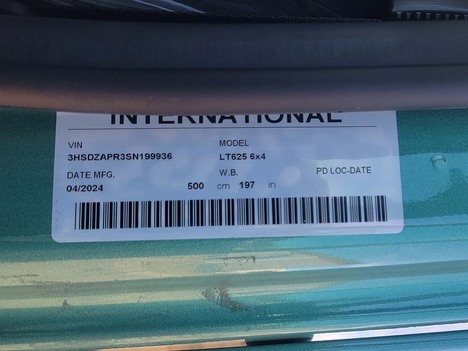 INTERNATIONAL
VIN MODEL
3HSDZAPR3SN199936 LT625 6x4
DATE MFG. W.B. PD LOC-DATE
04/2024 500 cm 197 in